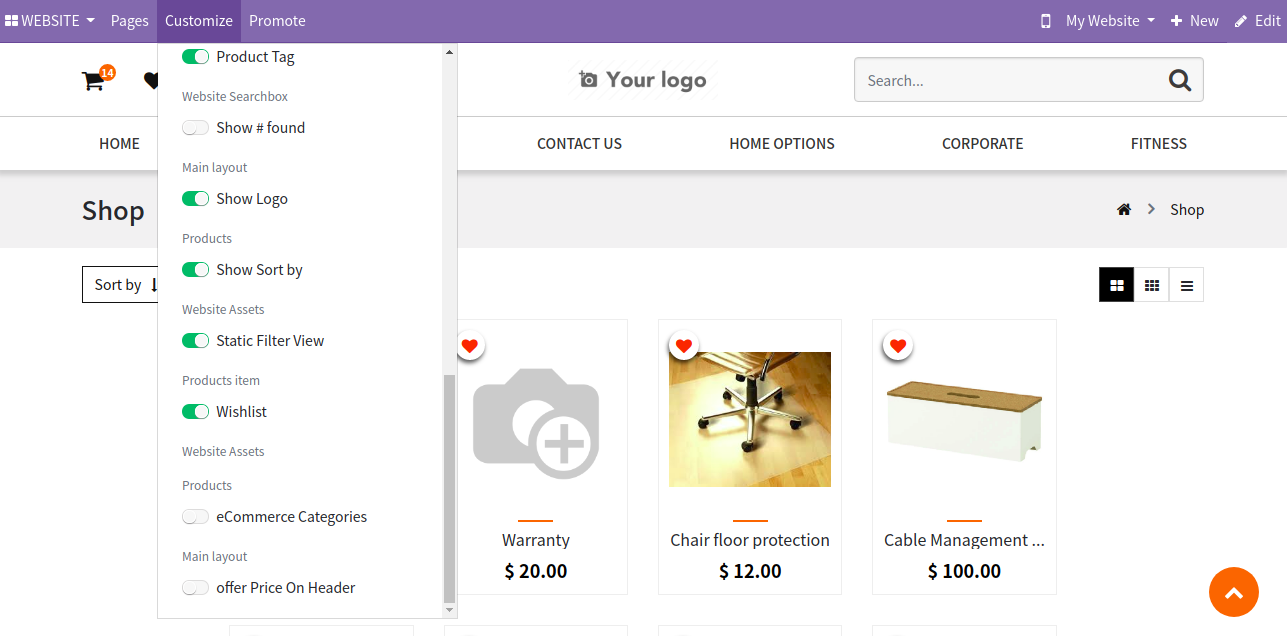 WEBSITE Pages Customize Promote My Website New Edit
Product Tag
14
Your logo
Search...
Website Searchbox
Show # found
HOME CONTACT US HOME OPTIONS CORPORATE FITNESS
Main layout
Show Logo
Shop
Shop
Products
Show Sort by
Sort by
Website Assets
Static Filter View
Products item
Wishlist
Website Assets
Products
eCommerce Categories
Main layout
offer Price On Header
Warranty
$ 20.00
Chair floor protection
$ 12.00
Cable Management ...
$ 100.00